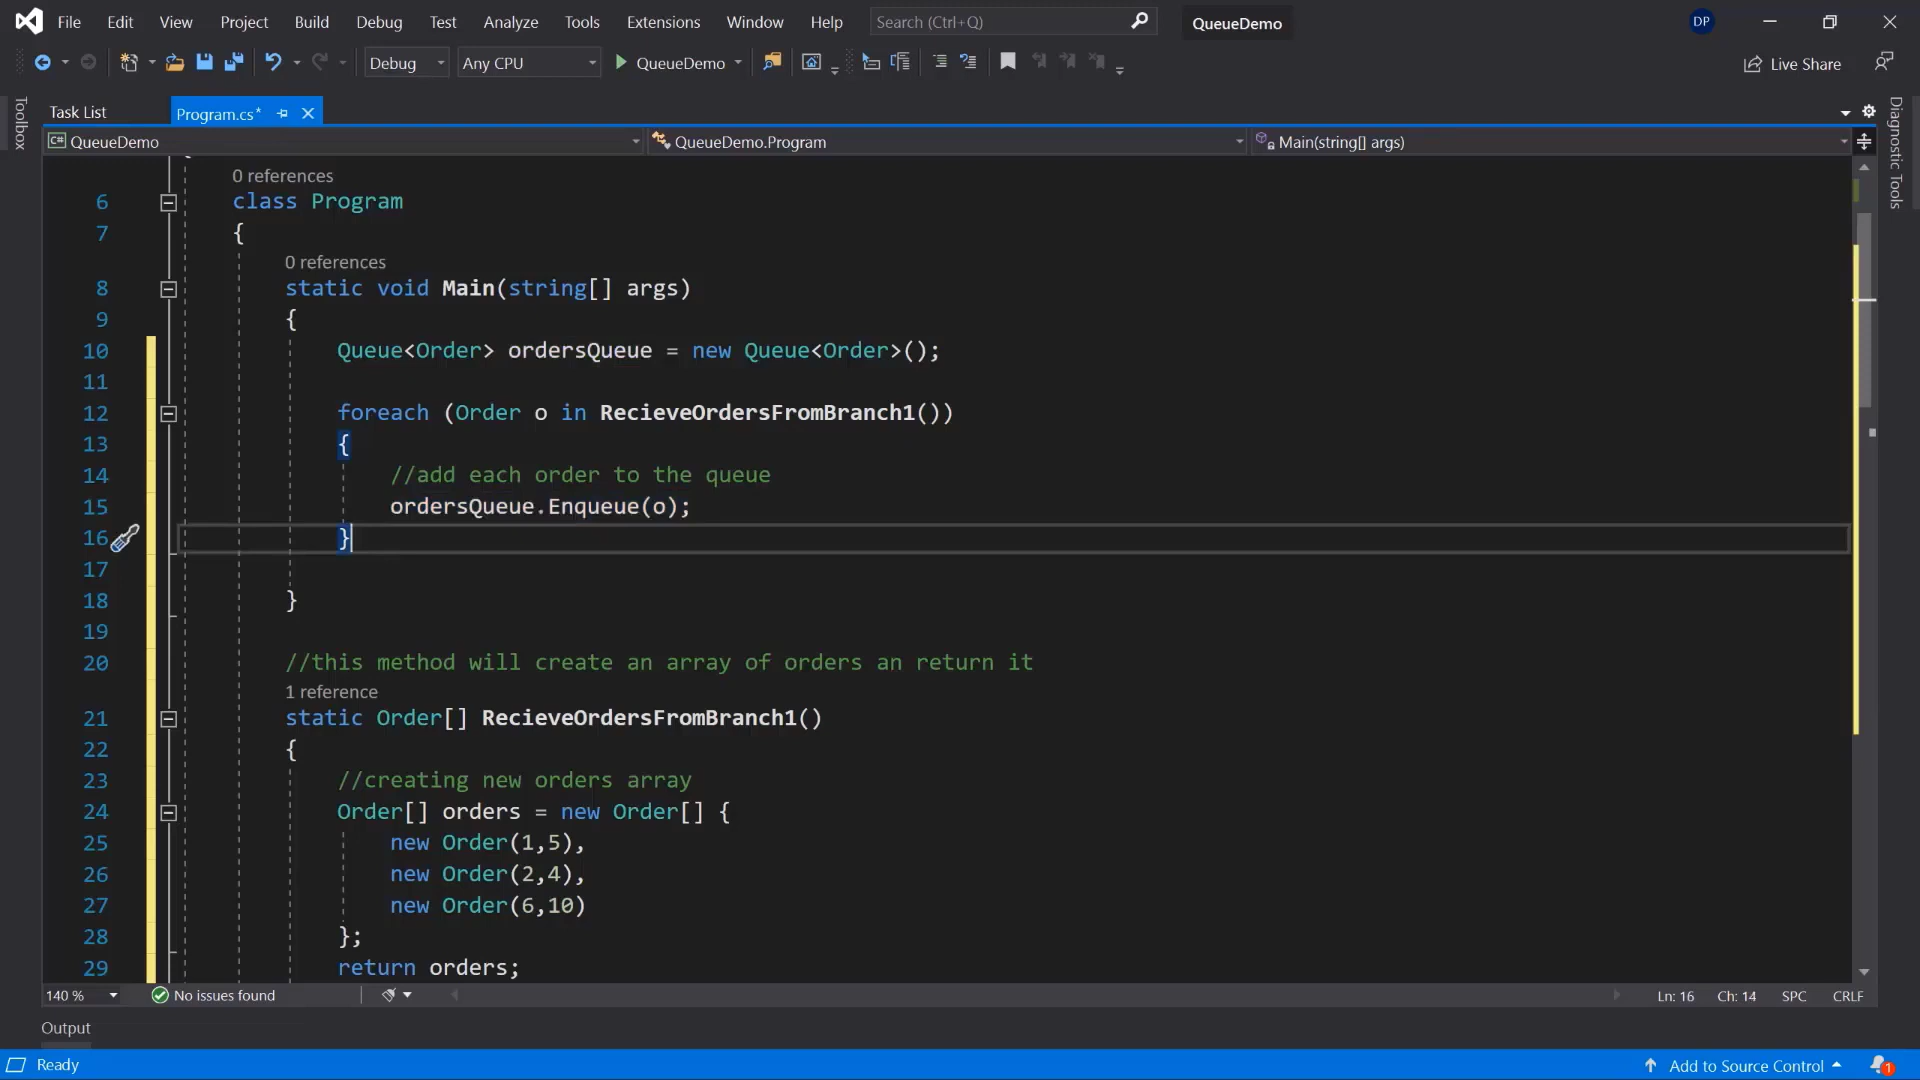 File Edit View Project Build Debug Test Analyze Tools Extensions Window Help Search (Ctrl+Q) QueueDemo DP
Debug Any CPU QueueDemo Live Share
Toolbox
Task List Program.cs*
Diagnostic Tools
C# QueueDemo QueueDemo.Program Main(string[] args)
0 references
6 class Program
7 {
0 references
8 static void Main(string[] args)
9 {
10 Queue<Order> ordersQueue = new Queue<Order>();
11
12 foreach (Order o in RecieveOrdersFromBranch1())
13 {
14 //add each order to the queue
15 ordersQueue.Enqueue(o);
16 }
17
18 }
19
20 //this method will create an array of orders an return it
1 reference
21 static Order[] RecieveOrdersFromBranch1()
22 {
23 //creating new orders array
24 Order[] orders = new Order[] {
25 new Order(1,5),
26 new Order(2,4),
27 new Order(6,10)
28 };
29 return orders;
140 % No issues found Ln: 16 Ch: 14 SPC CRLF
Output
Ready Add to Source Control 1